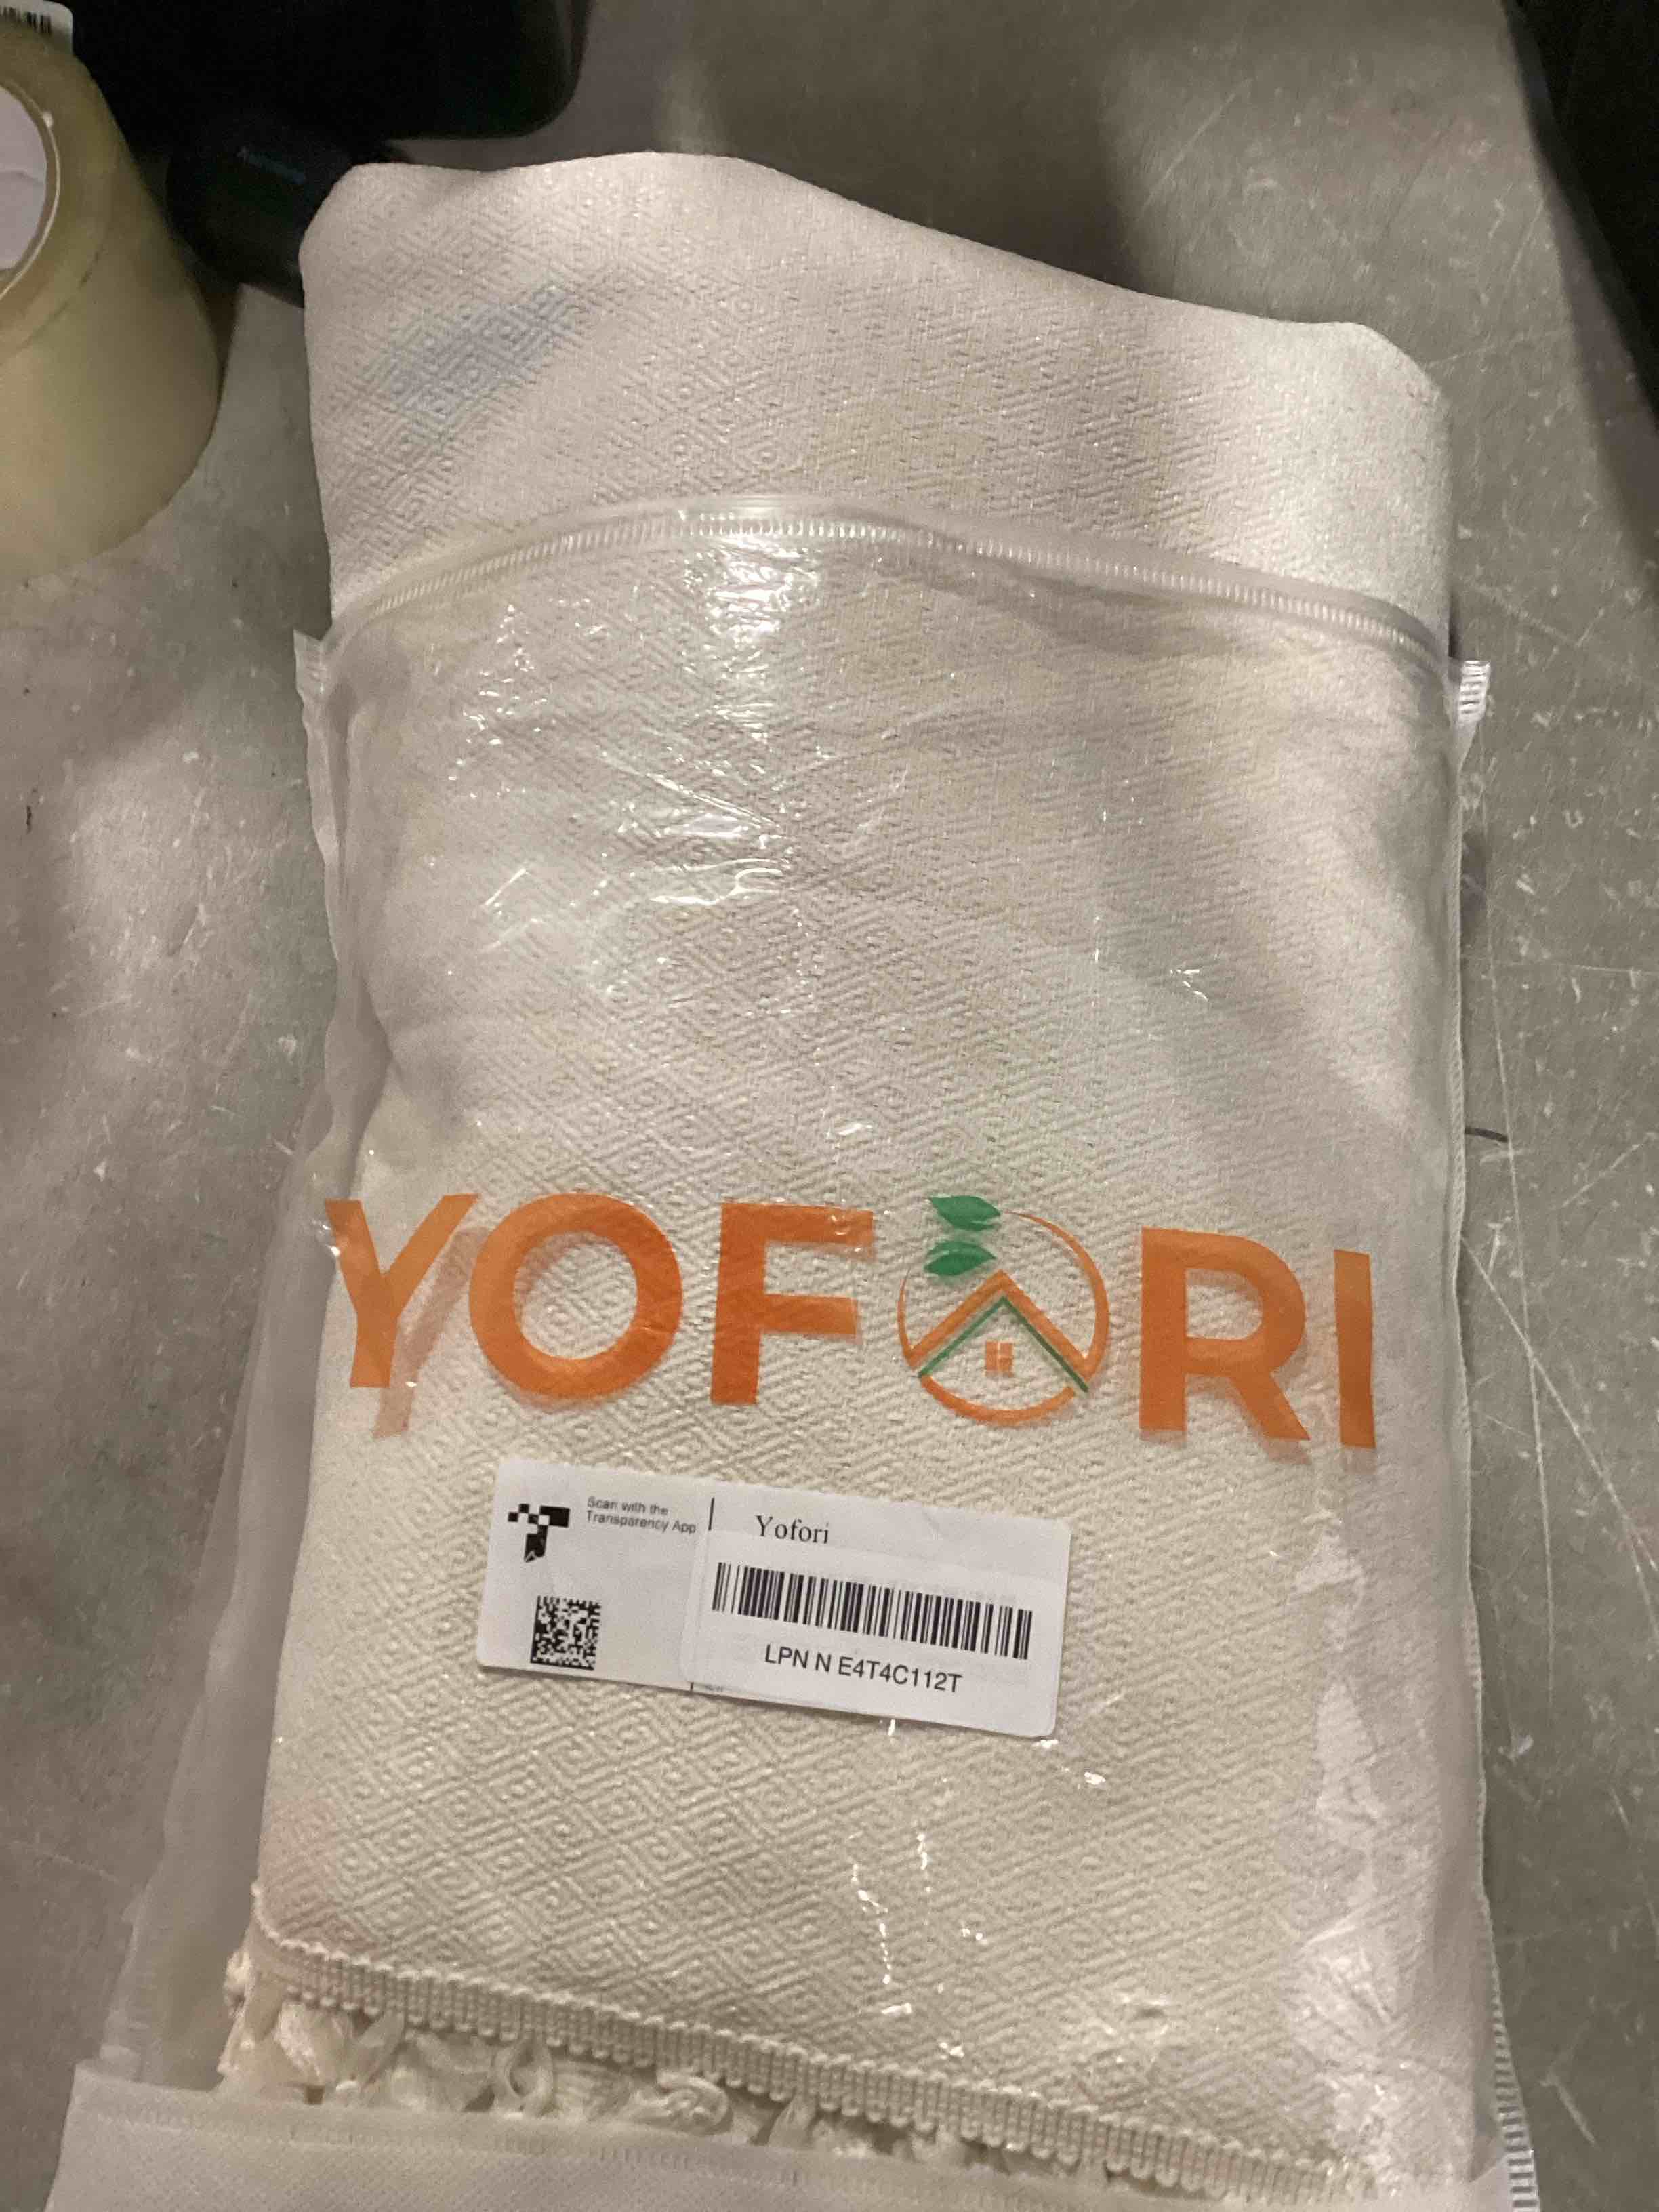 YOFORI
Scan with the
Transparency App
Yofori
LPN N E4T4C112T